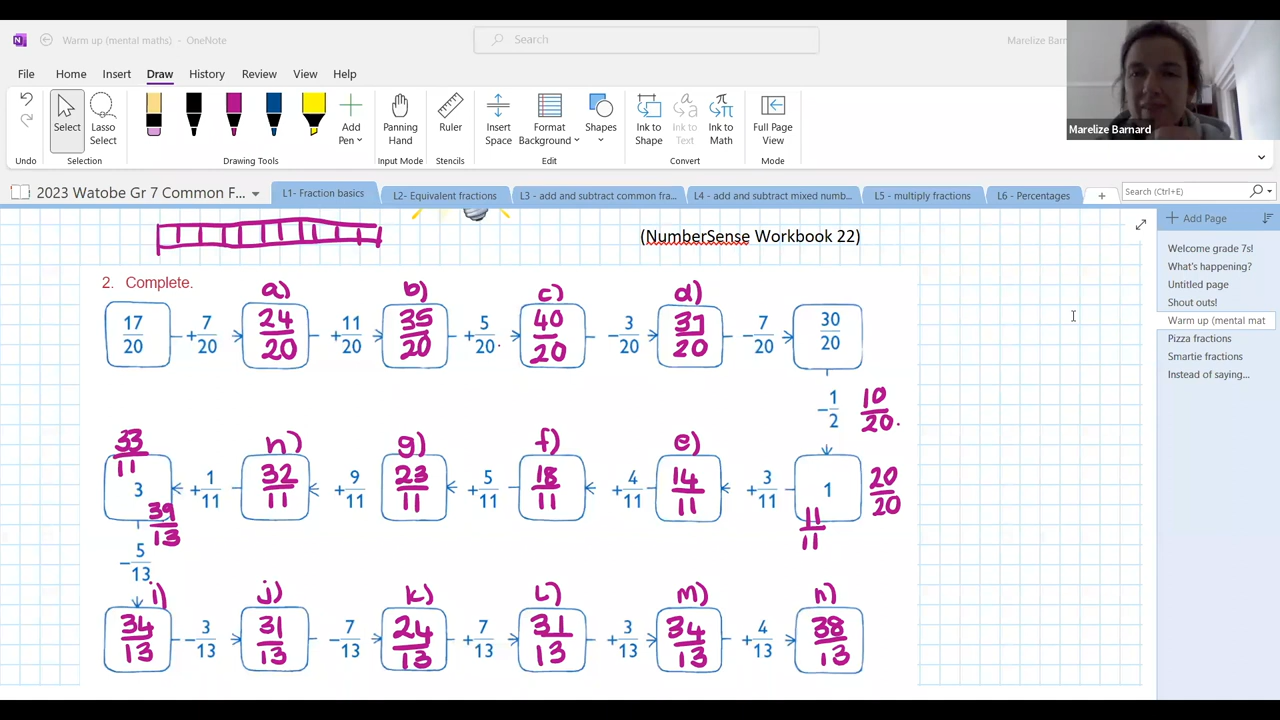 Warm up (mental maths) - OneNote
Search
Marelize Barn
Marelize Barnard
File Home Insert Draw History Review View Help
Undo
Select
Lasso Select
Selection
Drawing Tools
Add Pen
Panning Hand
Input Mode
Ruler
Stencils
Insert Space
Format Background
Shapes
Edit
Ink to Shape
Ink to Text
Ink to Math
Convert
Full Page View
Mode
2023 Watobe Gr 7 Common F...
L1- Fraction basics
L2- Equivalent fractions
L3 - add and subtract common fra...
L4 - add and subtract mixed numb...
L5 - multiply fractions
L6 - Percentages
+
Search (Ctrl+E)
Add Page
Welcome grade 7s!
What's happening?
Untitled page
Shout outs!
Warm up (mental mat
Pizza fractions
Smartie fractions
Instead of saying...
(NumberSense Workbook 22)
2. Complete.
a) b) c) d)
17/20 +7/20 24/20 +11/20 35/20 +5/20. 40/20 -3/20 37/20 -7/20 30/20
-1/2 10/20.
h) g) f) e)
33/11 3 39/13 +1/11 32/11 +9/11 23/11 +5/11 18/11 +4/11 14/11 +3/11 1 11/11 20/20
-5/13
i) j) k) l) m) n)
34/13 -3/13 31/13 -7/13 24/13 +7/13 31/13 +3/13 34/13 +4/13 38/13